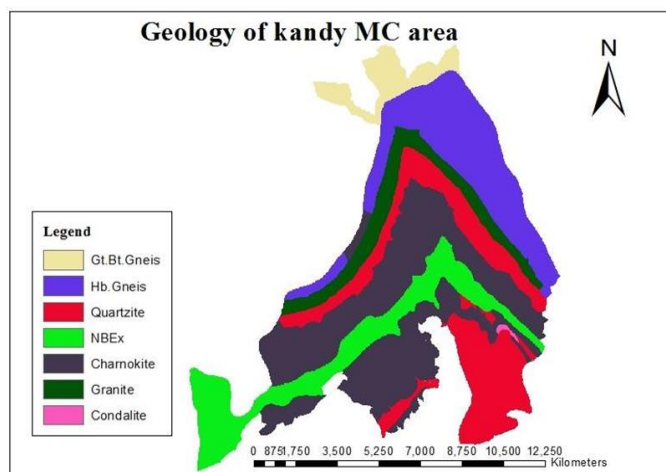 Geology of kandy MC area
N
Legend
Gt.Bt.Gneis
Hb.Gneis
Quartzite
NBEx
Charnokite
Granite
Condalite
0 8751,750 3,500 5,250 7,000 8,750 10,500 12,250
Kilometers